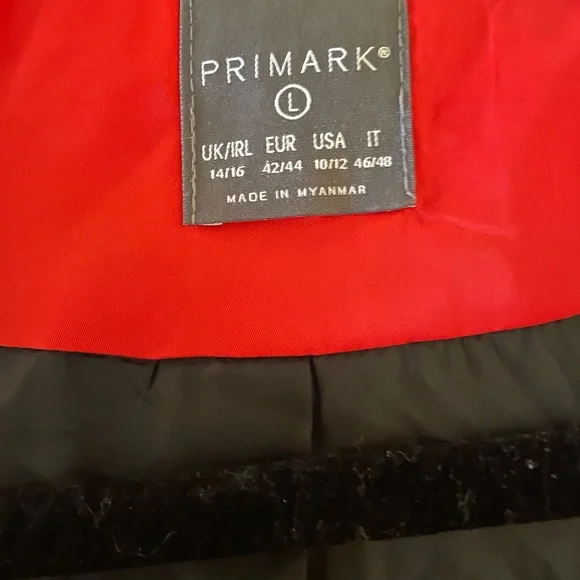 PRIMARK®
L
UK/IRL EUR USA IT
14/16 42/44 10/12 46/48
MADE IN MYANMAR